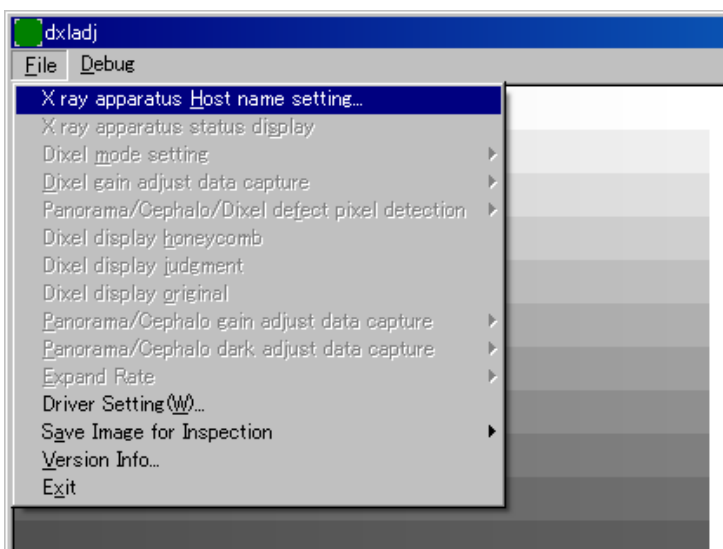 dxladj
File Debug
X ray apparatus Host name setting...
X ray apparatus status display
Dixel mode setting
Dixel gain adjust data capture
Panorama/Cephalo/Dixel defect pixel detection
Dixel display honeycomb
Dixel display judgment
Dixel display original
Panorama/Cephalo gain adjust data capture
Panorama/Cephalo dark adjust data capture
Expand Rate
Driver Setting(W)...
Save Image for Inspection
Version Info...
Exit